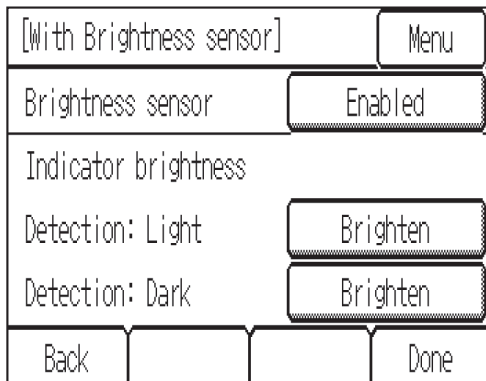 [With Brightness sensor] Menu
Brightness sensor Enabled
Indicator brightness
Detection: Light Brighten
Detection: Dark Brighten
Back Done